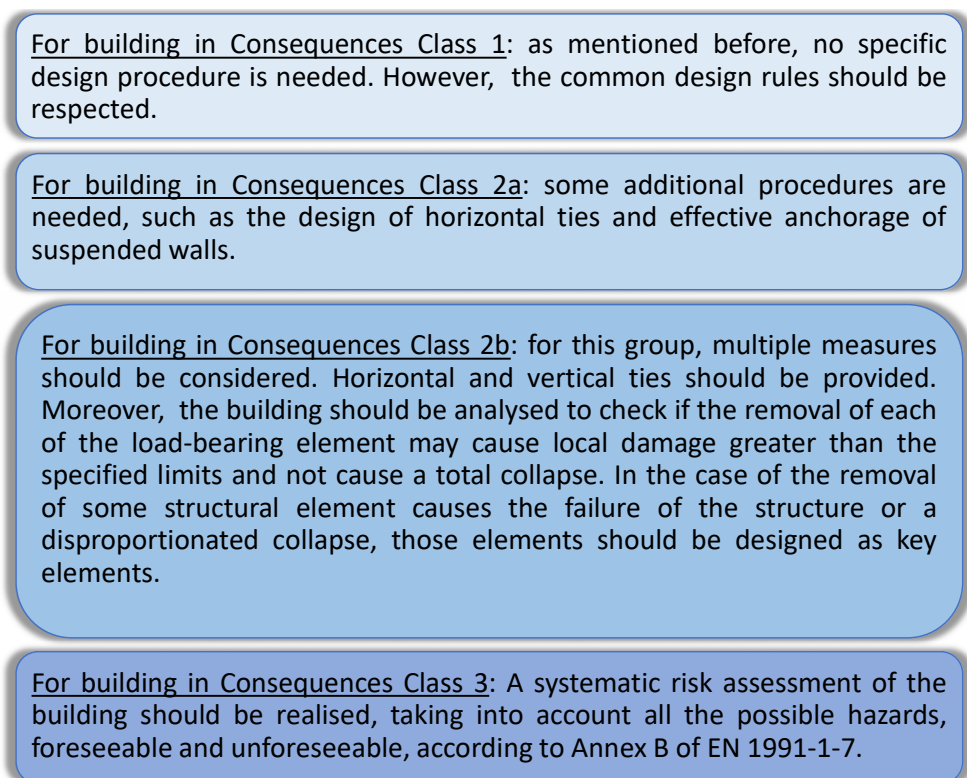 For building in Consequences Class 1: as mentioned before, no specific
design procedure is needed. However, the common design rules should be
respected.
For building in Consequences Class 2a: some additional procedures are
needed, such as the design of horizontal ties and effective anchorage of
suspended walls.
For building in Consequences Class 2b: for this group, multiple measures
should be considered. Horizontal and vertical ties should be provided.
Moreover, the building should be analysed to check if the removal of each
of the load-bearing element may cause local damage greater than the
specified limits and not cause a total collapse. In the case of the removal
of some structural element causes the failure of the structure or a
disproportionated collapse, those elements should be designed as key
elements.
For building in Consequences Class 3: A systematic risk assessment of the
building should be realised, taking into account all the possible hazards,
foreseeable and unforeseeable, according to Annex B of EN 1991-1-7.